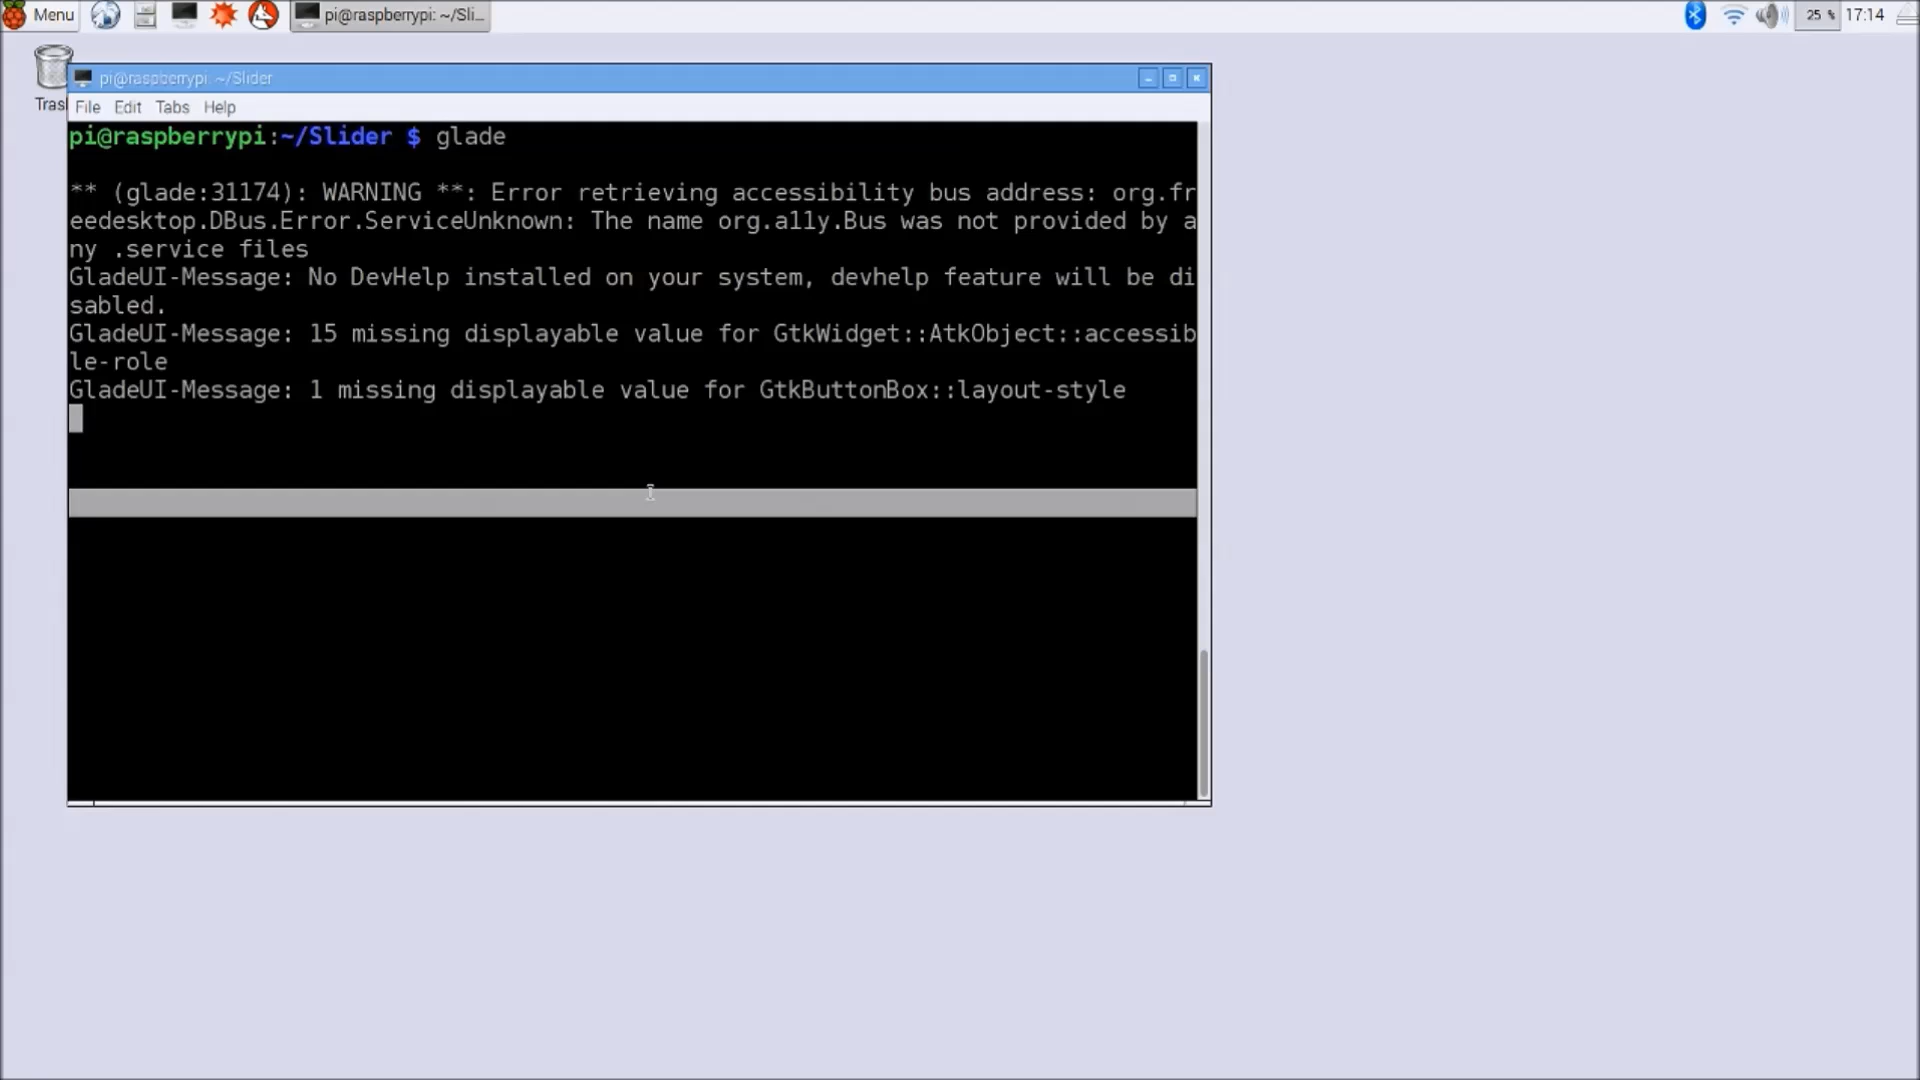 Menu pi@raspberrypi: ~/Sli... 25 % 17:14
pi@raspberrypi: ~/Slider
Tras
File Edit Tabs Help
pi@raspberrypi:~/Slider $ glade
** (glade:31174): WARNING **: Error retrieving accessibility bus address: org.fr
eedesktop.DBus.Error.ServiceUnknown: The name org.a11y.Bus was not provided by a
ny .service files
GladeUI-Message: No DevHelp installed on your system, devhelp feature will be di
sabled.
GladeUI-Message: 15 missing displayable value for GtkWidget::AtkObject::accessib
le-role
GladeUI-Message: 1 missing displayable value for GtkButtonBox::layout-style